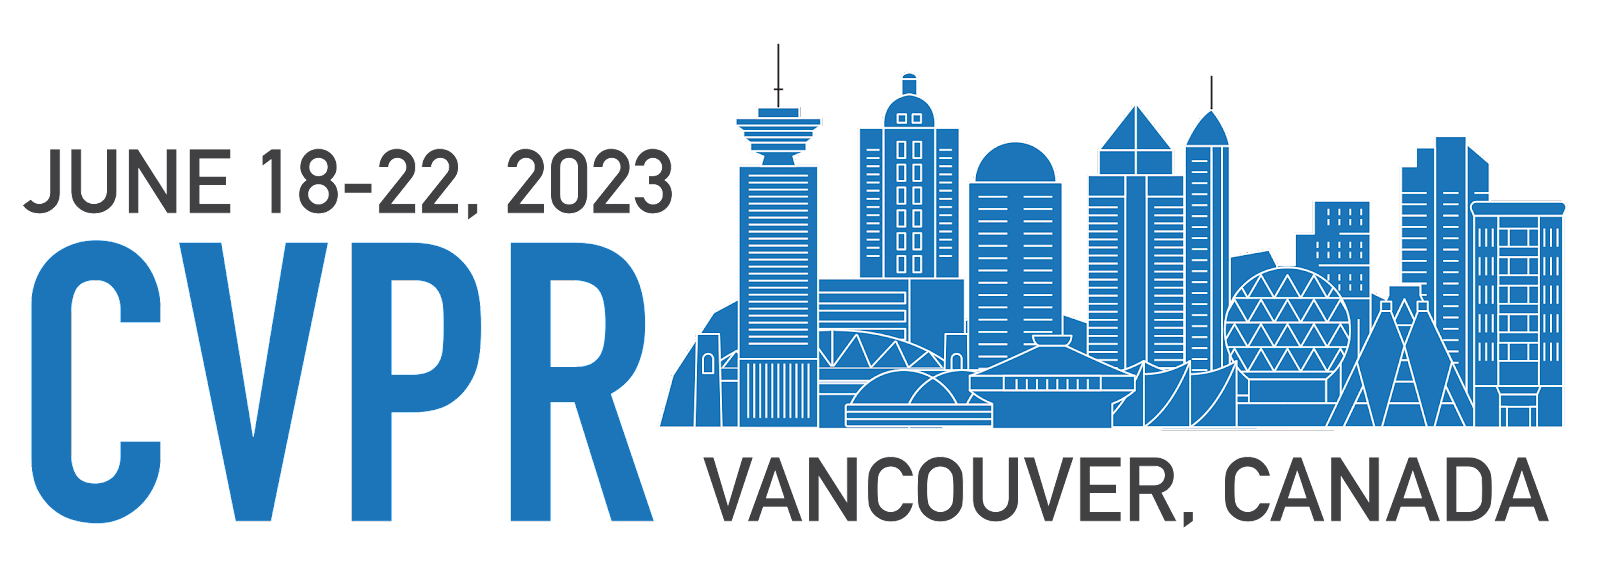 JUNE 18-22, 2023
CVPR
VANCOUVER, CANADA